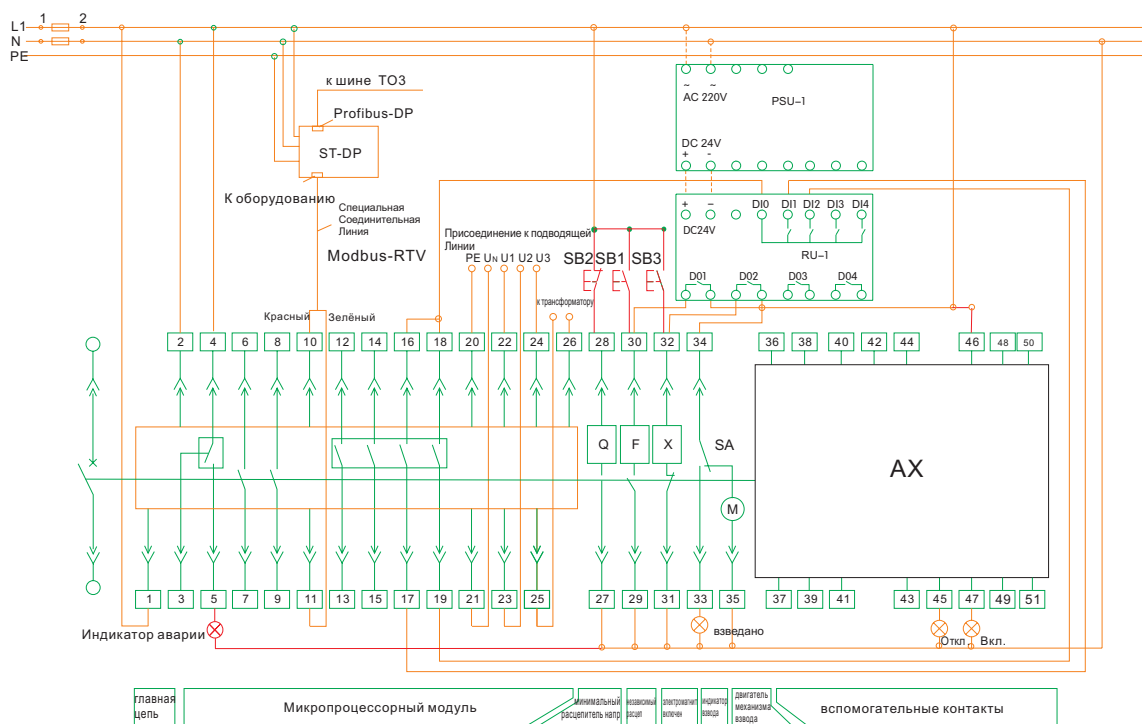 L1 1 2
N
PE
к шине ТО3
Profibus-DP
ST-DP
К оборудованию
Специальная
Соединительная
Линия
Modbus-RTV
Красный Зелёный
Присоединение к подводящей
Линии
PE UN U1 U2 U3
к трансформатору
SB2 SB1 SB3
~ ~
AC 220V
PSU-1
DC 24V
+ -
+ -
DC24V
DI0 DI1 DI2 DI3 DI4
RU-1
D01 D02 D03 D04
2 4 6 8 10 12 14 16 18 20 22 24 26 28 30 32 34 36 38 40 42 44 46 48 50
Q F X
SA
M
AX
1 3 5 7 9 11 13 15 17 19 21 23 25 27 29 31 33 35 37 39 41 43 45 47 49 51
Индикатор аварии
взведано
Откл. Вкл.
главная
цепь
Микропроцессорный модуль
минимальный
расцепитель напр
независимый
расцеп
электромагнит
включен
индикатор
взвода
двигатель
механизма
взвода
вспомогательные контакты